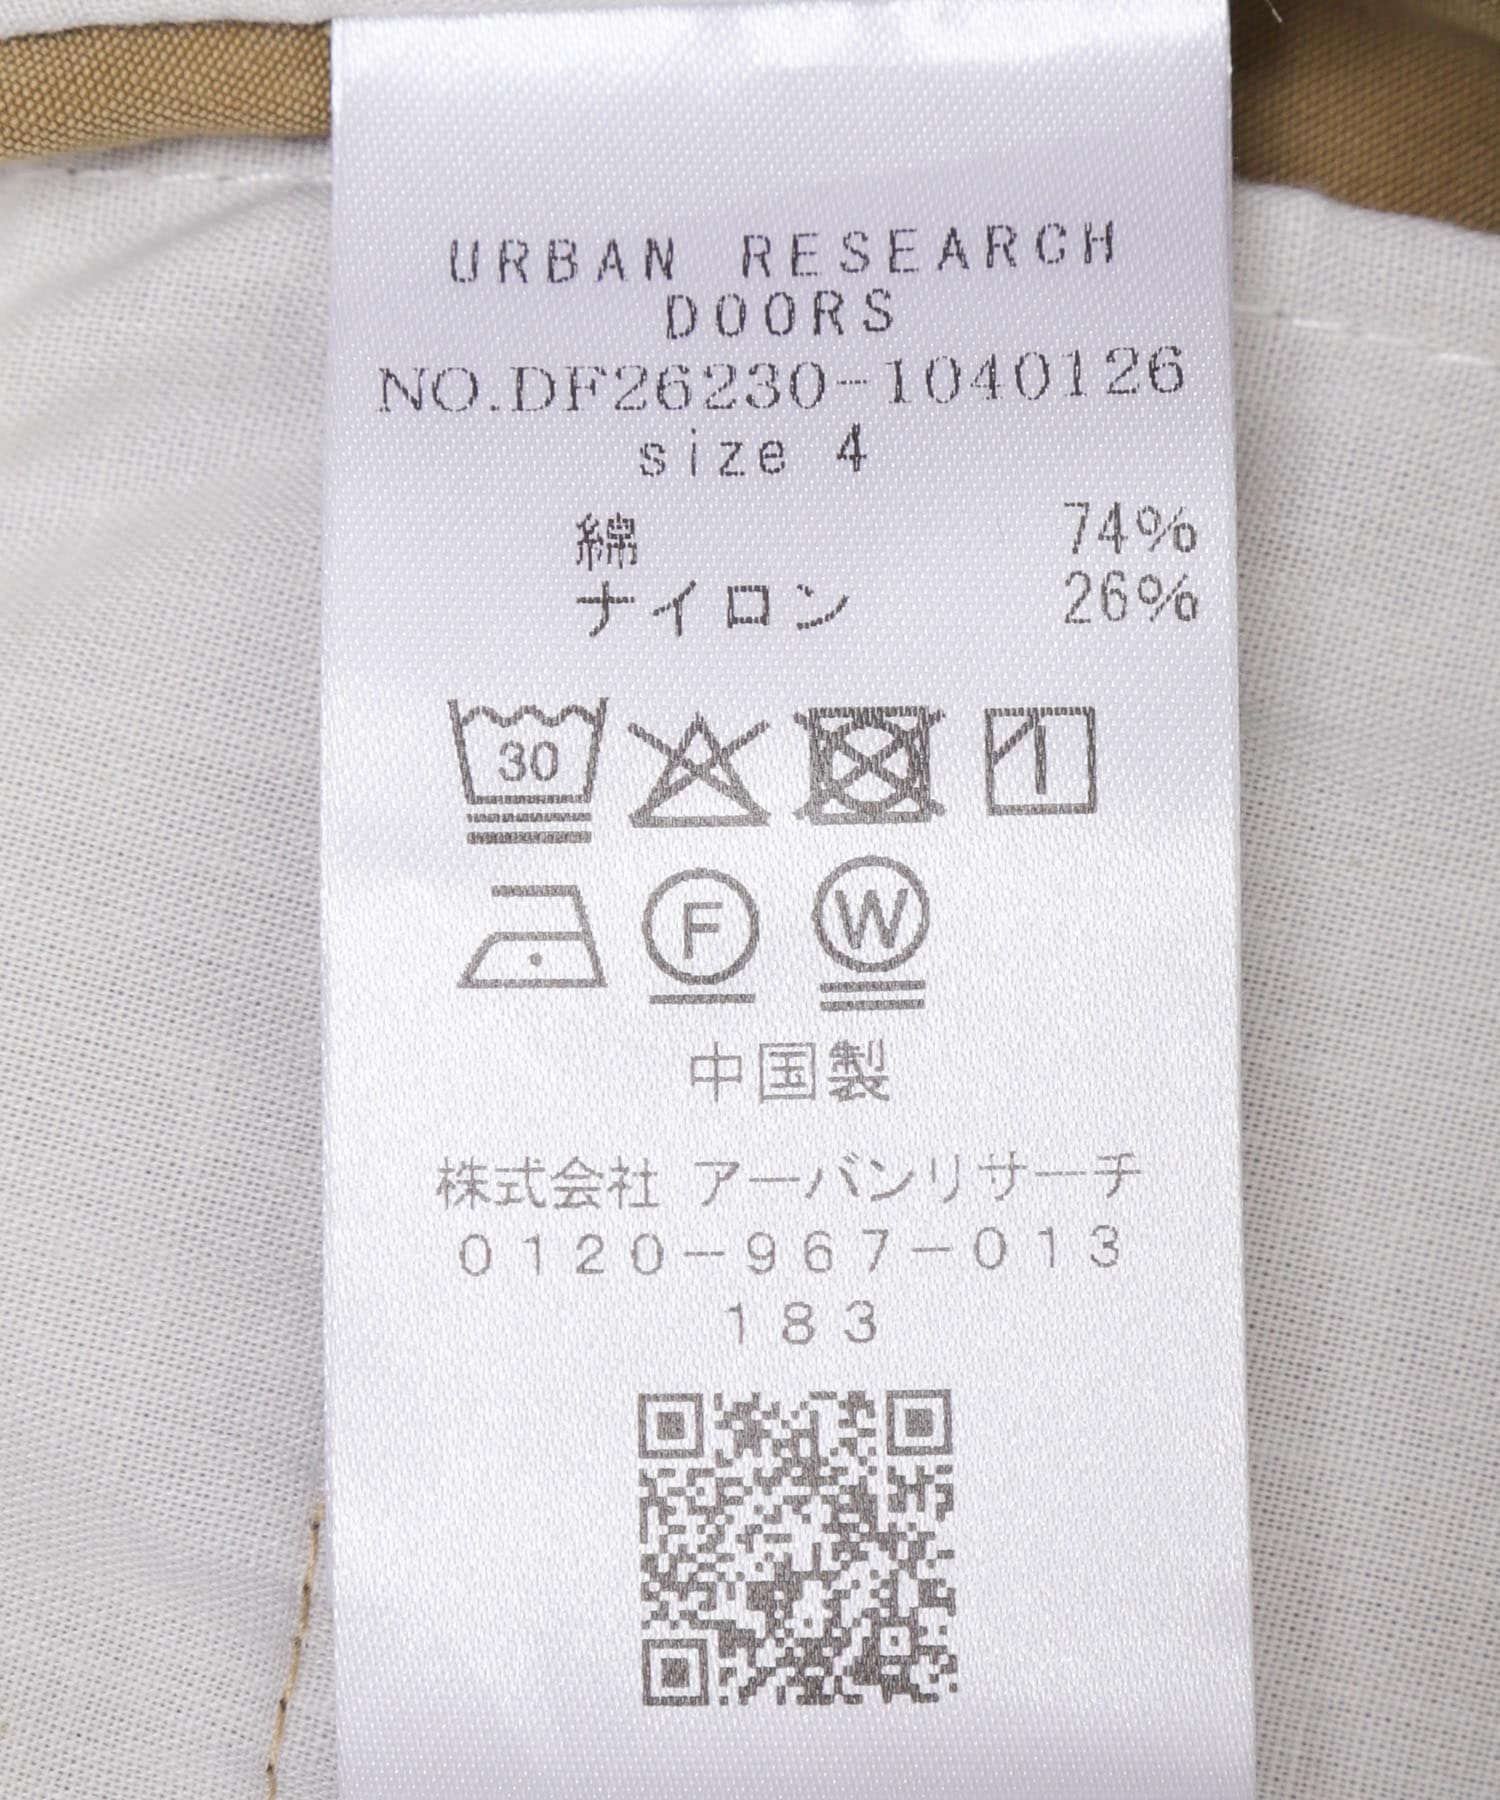 URBAN RESEARCH
DOORS
NO.DF26230-1040126
size 4
綿 74%
ナイロン 26%
30
F W
中国製
株式会社 アーバンリサーチ
0120-967-013
183